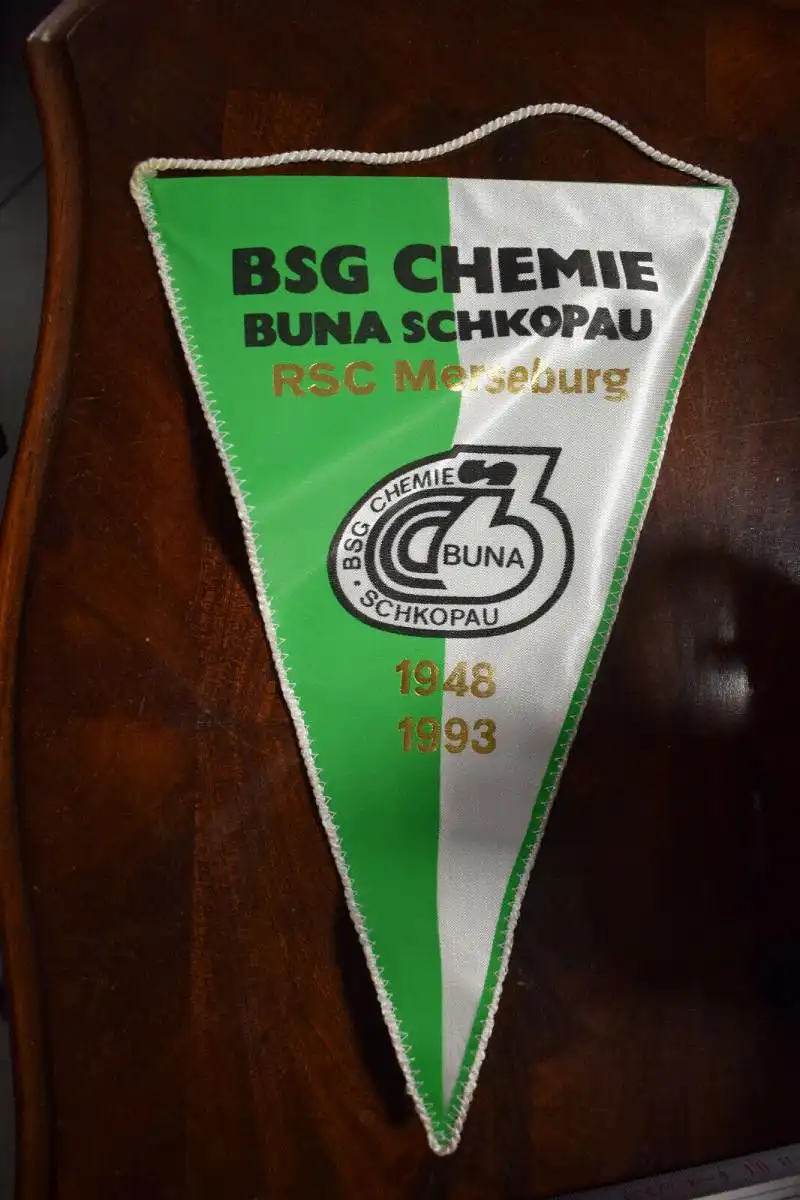 BSG CHEMIE
BUNA SCHKOPAU
RSC Merseburg
BSG CHEMIE
BUNA
SCHKOPAU
1948
1993